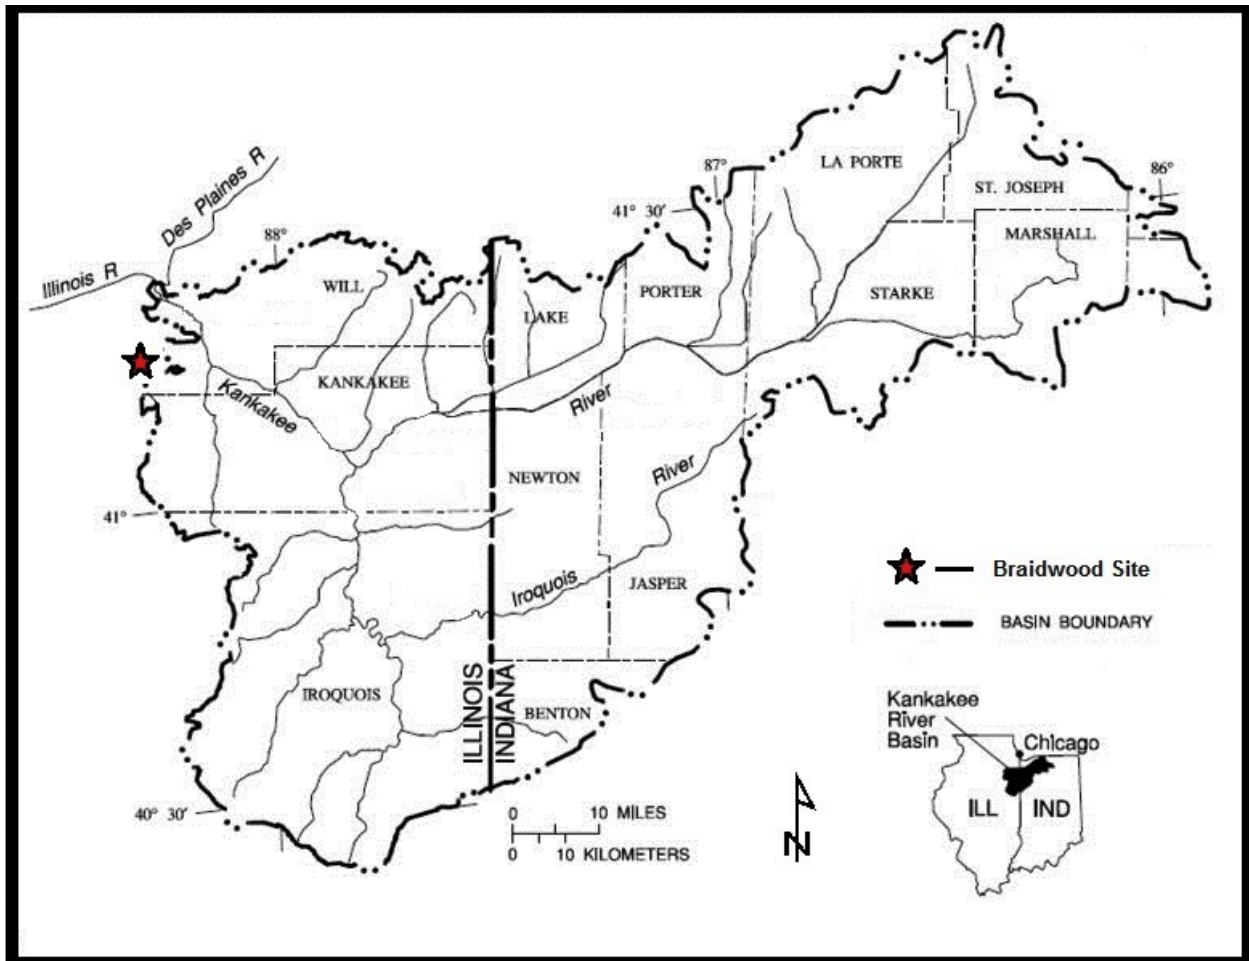 LA PORTE
87°
86°
ST. JOSEPH
41° 30′
MARSHALL
Des Plaines R
88°
Illinois R
WILL
PORTER
STARKE
LAKE
KANKAKEE
Kankakee
River
NEWTON
River
41°
Iroquois
JASPER
Braidwood Site
BASIN BOUNDARY
ILLINOIS
INDIANA
IROQUOIS
BENTON
Kankakee
River
Basin
Chicago
ILL
IND
40° 30′
0 10 MILES
0 10 KILOMETERS
N